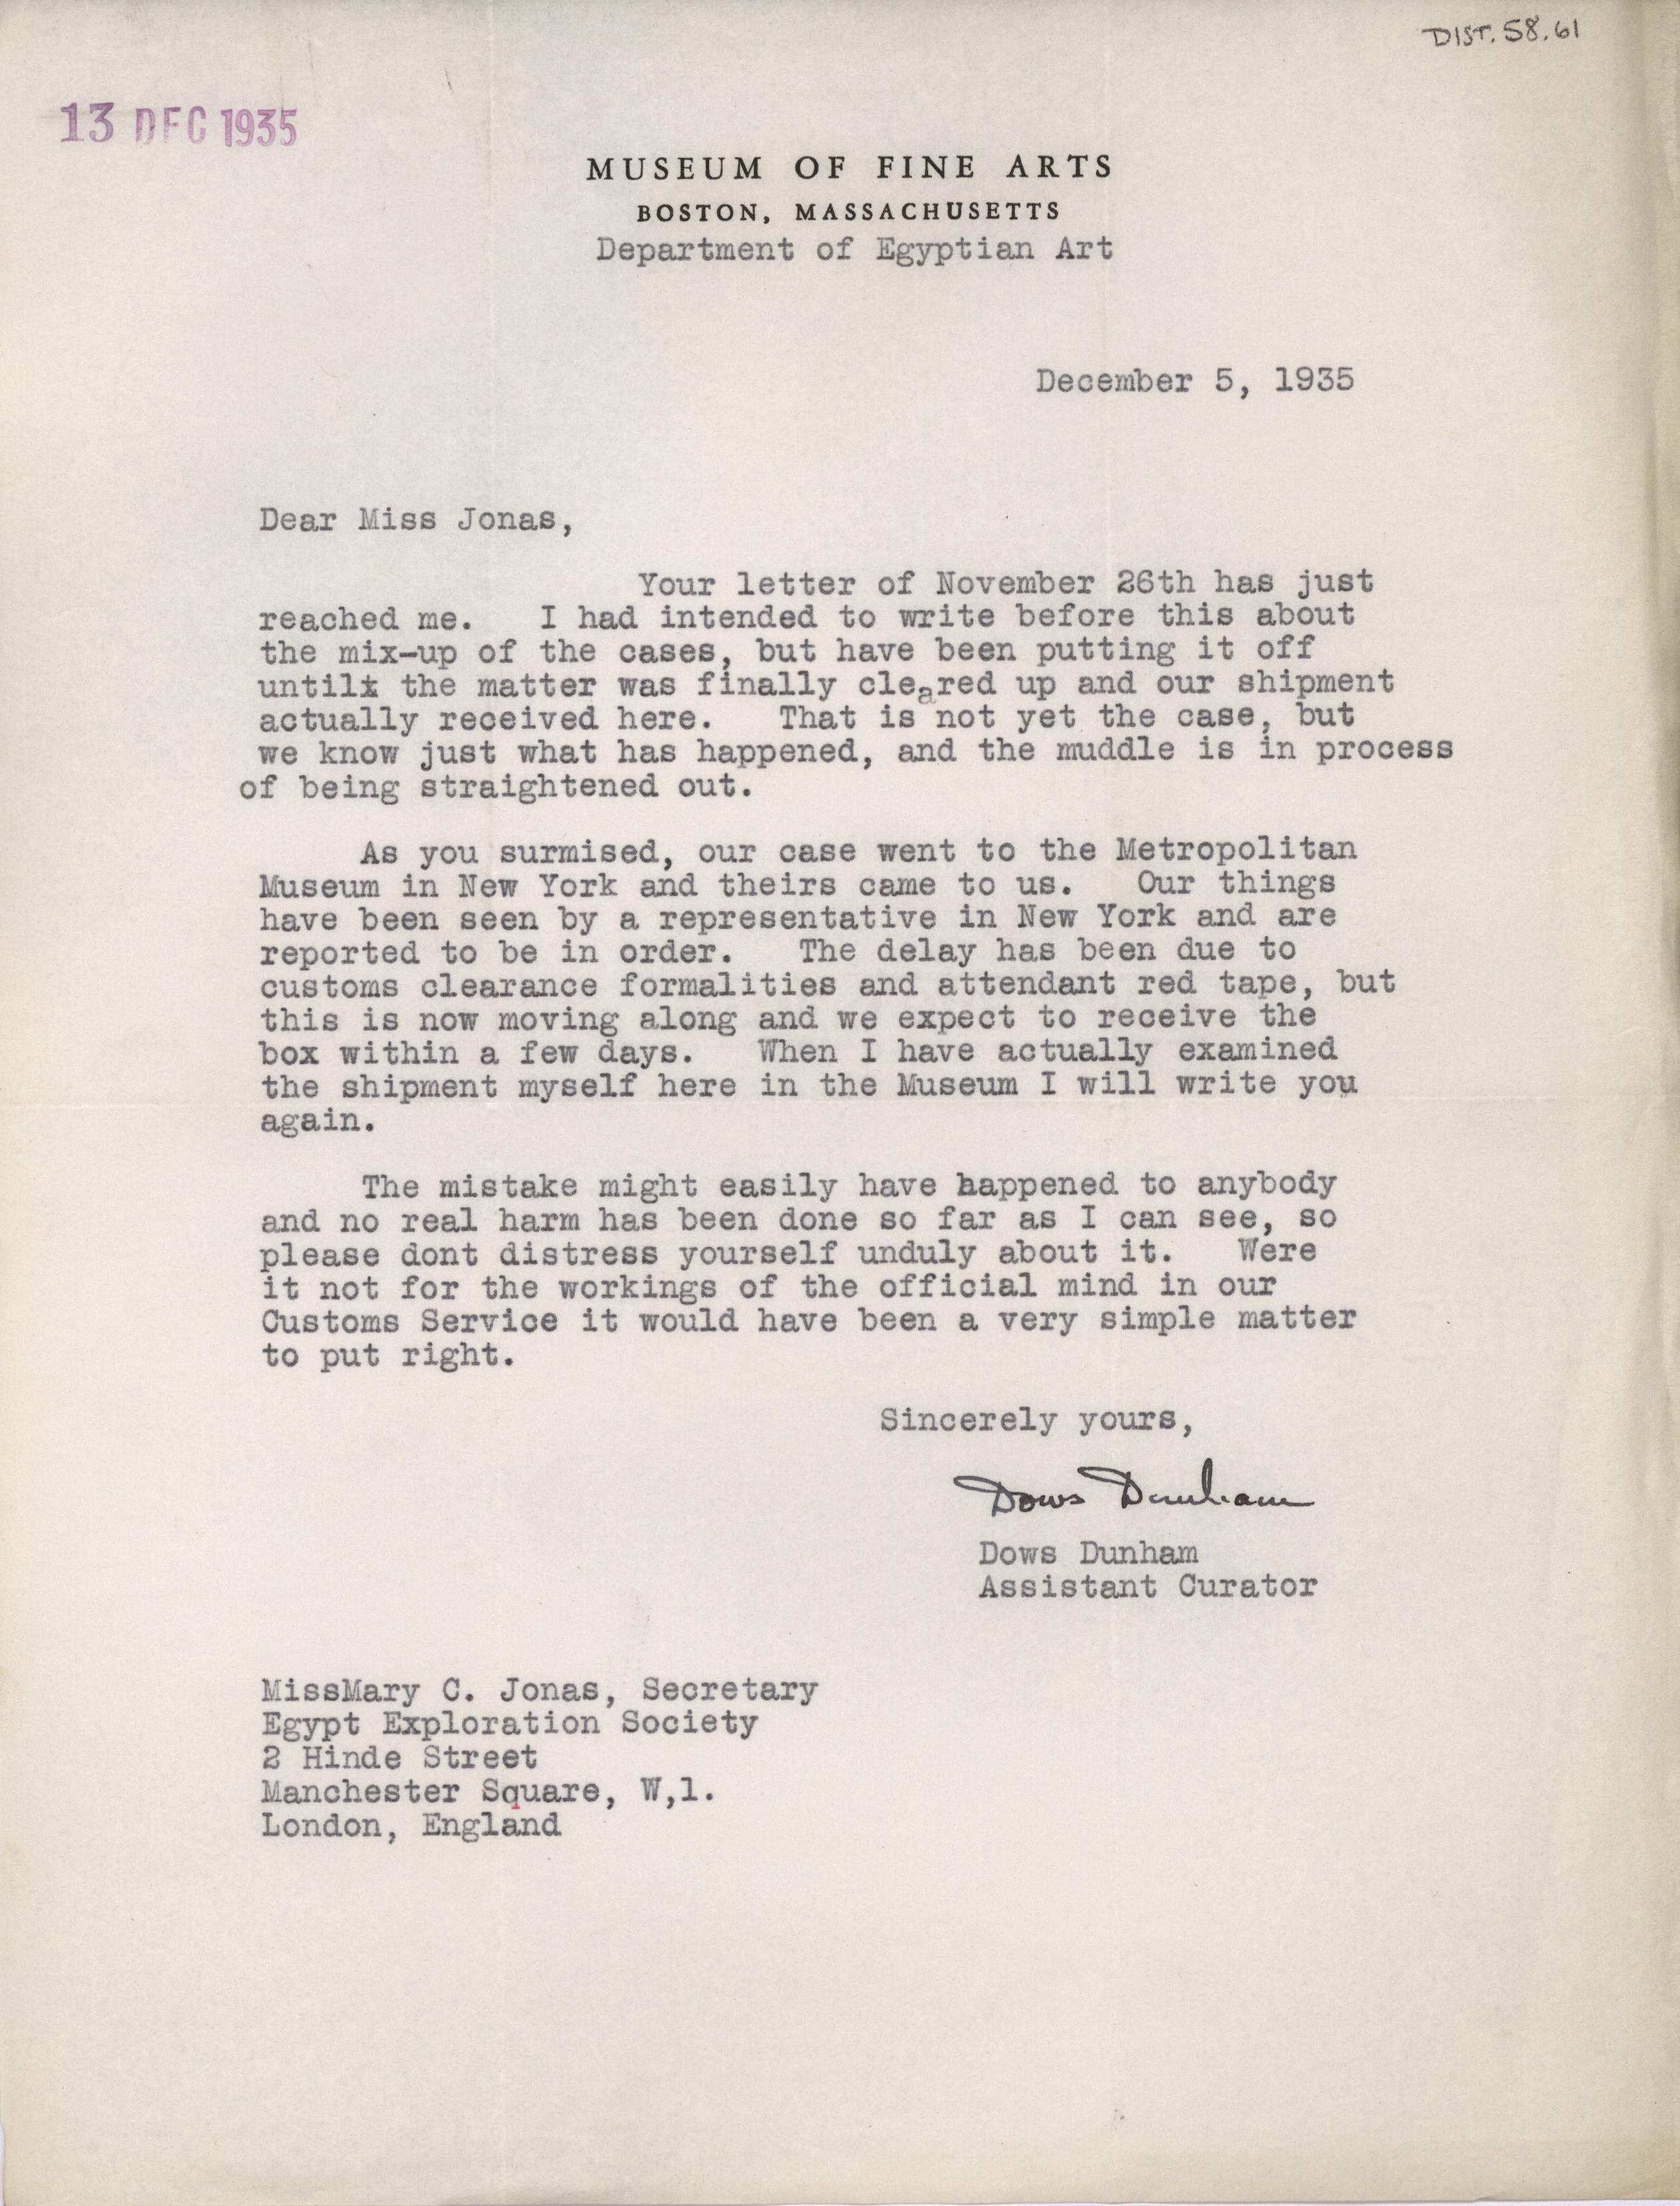 DIST. 58.61
13 DEC 1935
MUSEUM OF FINE ARTS
BOSTON, MASSACHUSETTS
Department of Egyptian Art
December 5, 1935
Dear Miss Jonas,
Your letter of November 26th has just
reached me. I had intended to write before this about
the mix-up of the cases, but have been putting it off
untilt the matter was finally cleared up and our shipment
actually received here. That is not yet the case, but
we know just what has happened, and the muddle is in process
of being straightened out.
As you surmised, our case went to the Metropolitan
Museum in New York and theirs came to us. Our things
have been seen by a representative in New York and are
reported to be in order. The delay has been due to
customs clearance formalities and attendant red tape, but
this is now moving along and we expect to receive the
box within a few days. When I have actually examined
the shipment myself here in the Museum I will write you
again.
The mistake might easily have happened to anybody
and no real harm has been done so far as I can see, so
please dont distress yourself unduly about it. Were
it not for the workings of the official mind in our
Customs Service it would have been a very simple matter
to put right.
Sincerely yours,
Dows Dunham
Dows Dunham
Assistant Curator
MissMary C. Jonas, Secretary
Egypt Exploration Society
2 Hinde Street
Manchester Square, W,1.
London, England